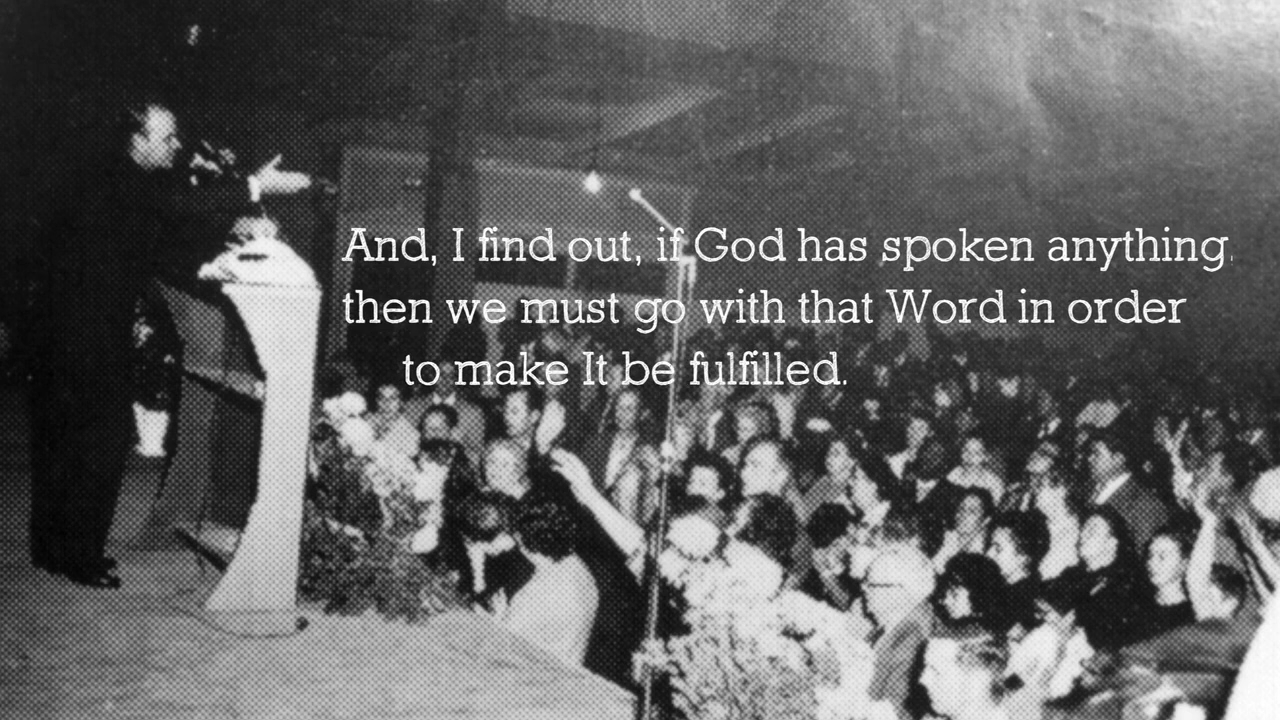 And, I find out, if God has spoken anything,
then we must go with that Word in order
to make It be fulfilled.